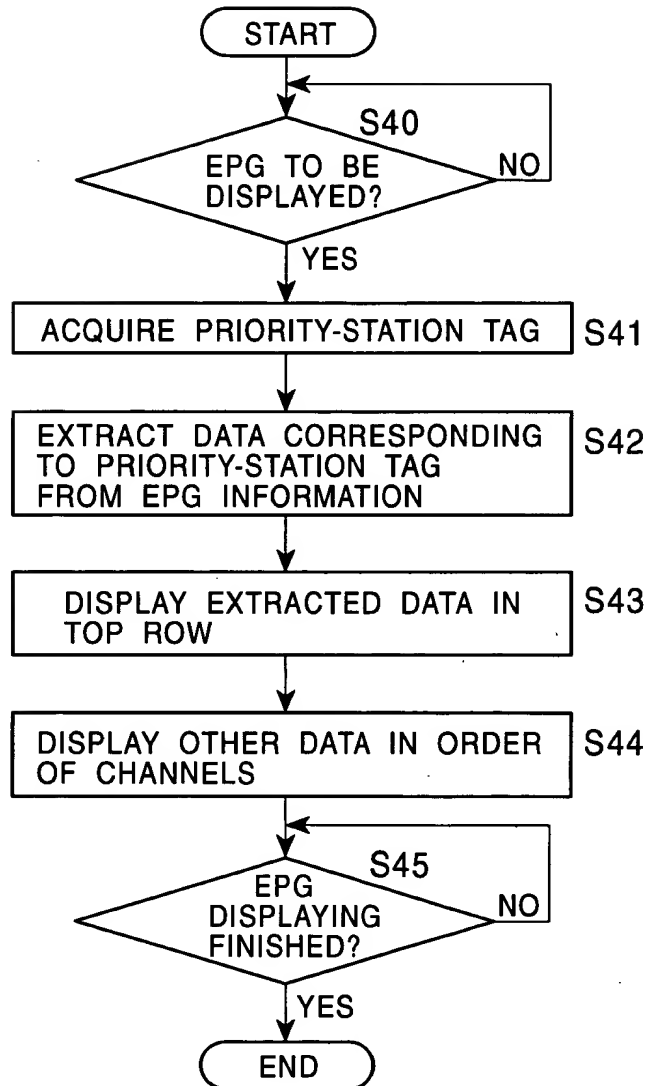 START
S40
EPG TO BE
DISPLAYED?
NO
YES
ACQUIRE PRIORITY-STATION TAG
S41
EXTRACT DATA CORRESPONDING
TO PRIORITY-STATION TAG
FROM EPG INFORMATION
S42
DISPLAY EXTRACTED DATA IN
TOP ROW
S43
DISPLAY OTHER DATA IN ORDER
OF CHANNELS
S44
S45
EPG
DISPLAYING
FINISHED?
NO
YES
END